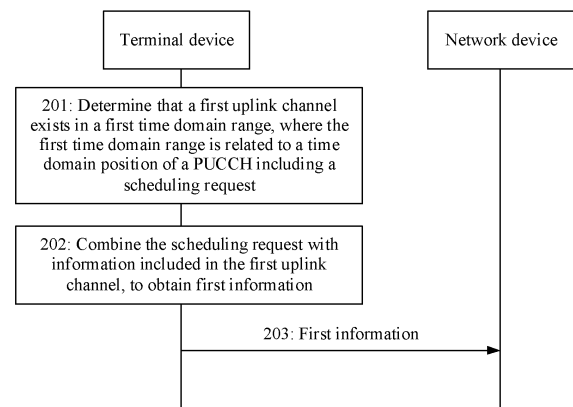 Terminal device
Network device
201: Determine that a first uplink channel
exists in a first time domain range, where the
first time domain range is related to a time
domain position of a PUCCH including a
scheduling request
202: Combine the scheduling request with
information included in the first uplink
channel, to obtain first information
203: First information